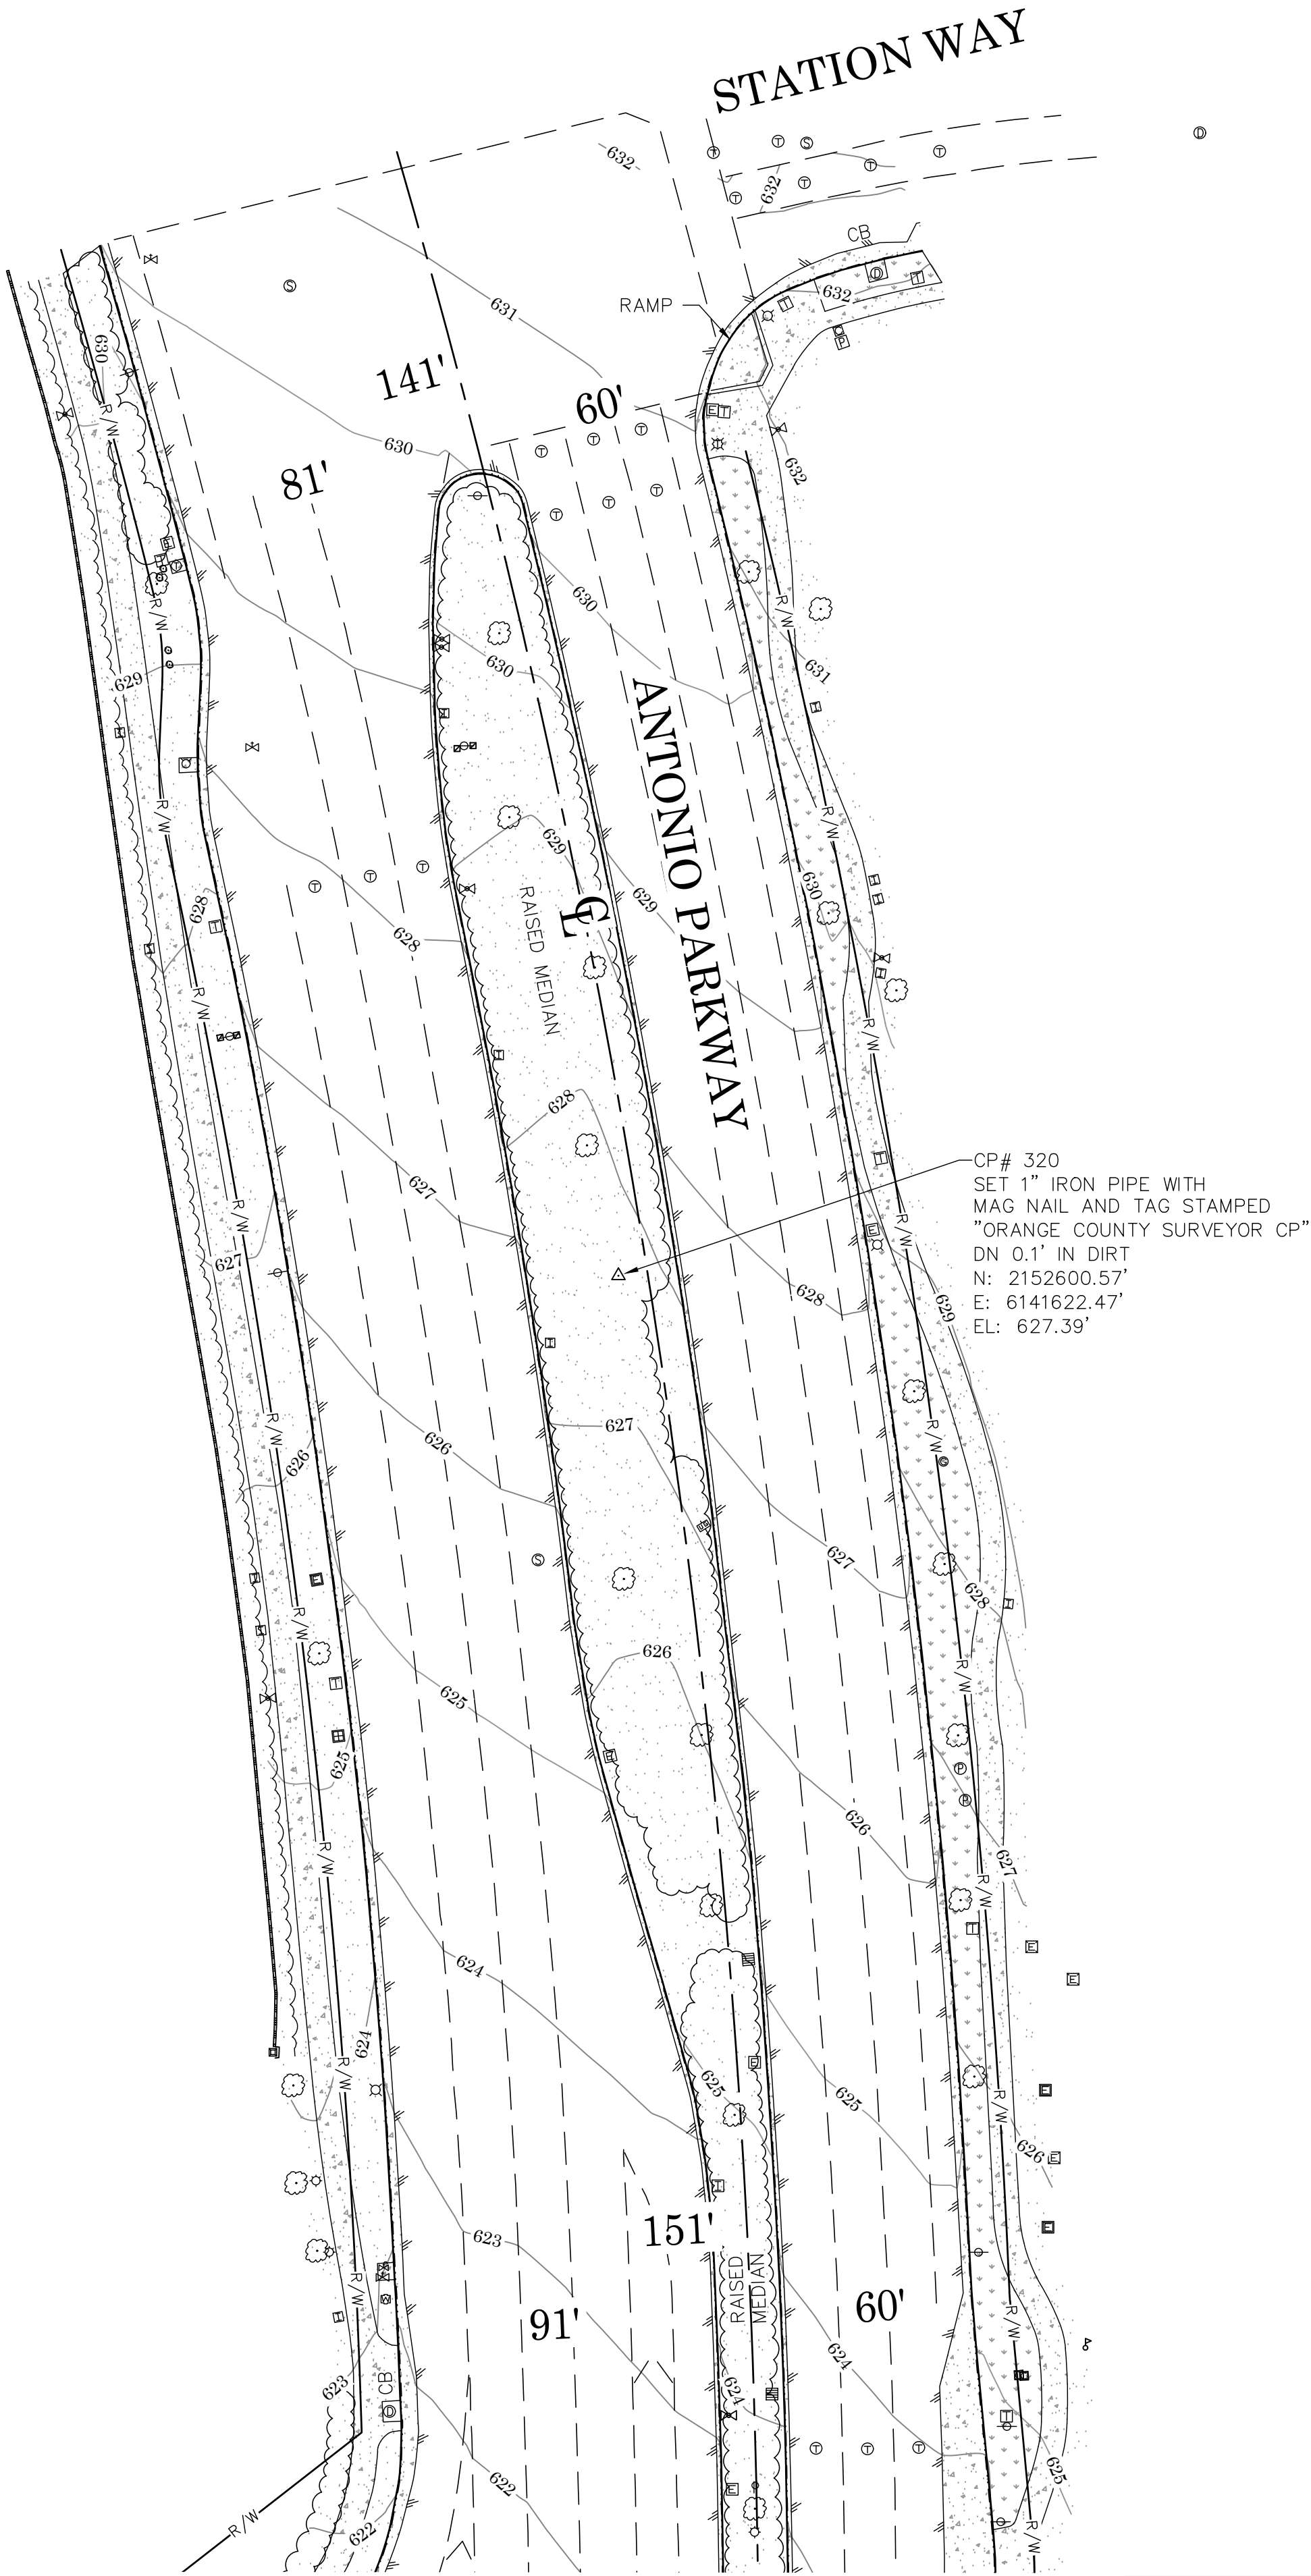 STATION WAY
T
S
D
T
T
T
T
T
632
632
CB
S
D
T
632
RAMP
T
631
P
630
141'
60'
E
T
R/W
T
T
T
630
632
81'
T
T
T
T
E
T
630
R/W
R/W
630
629
631
ANTONIO PARKWAY
R/W
R/W
629
T
T
T
630
628
629
RAISED MEDIAN
CL
T
628
R/W
R/W
628
T
CP# 320
SET 1" IRON PIPE WITH
MAG NAIL AND TAG STAMPED
"ORANGE COUNTY SURVEYOR CP"
DN 0.1' IN DIRT
N: 2152600.57'
E: 6141622.47'
EL: 627.39'
627
R/W
E
R/W
627
628
629
R/W
627
R/W
626
626
627
S
E
628
R/W
626
R/W
625
T
625
P
626
627
R/W
R/W
T
E
624
E
624
R/W
E
625
625
R/W
E
626
E
E
623
151'
R/W
W
RAISED
MEDIAN
60'
91'
R/W
624
623
CB
D
624
T
T
T
T
625
622
E
R/W
622
R/W